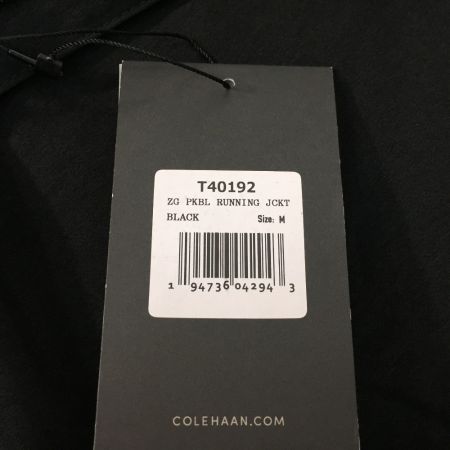 T40192
ZG PKBL RUNNING JCKT
BLACK Size: M
1 94736 04294 3
COLEHAAN.COM